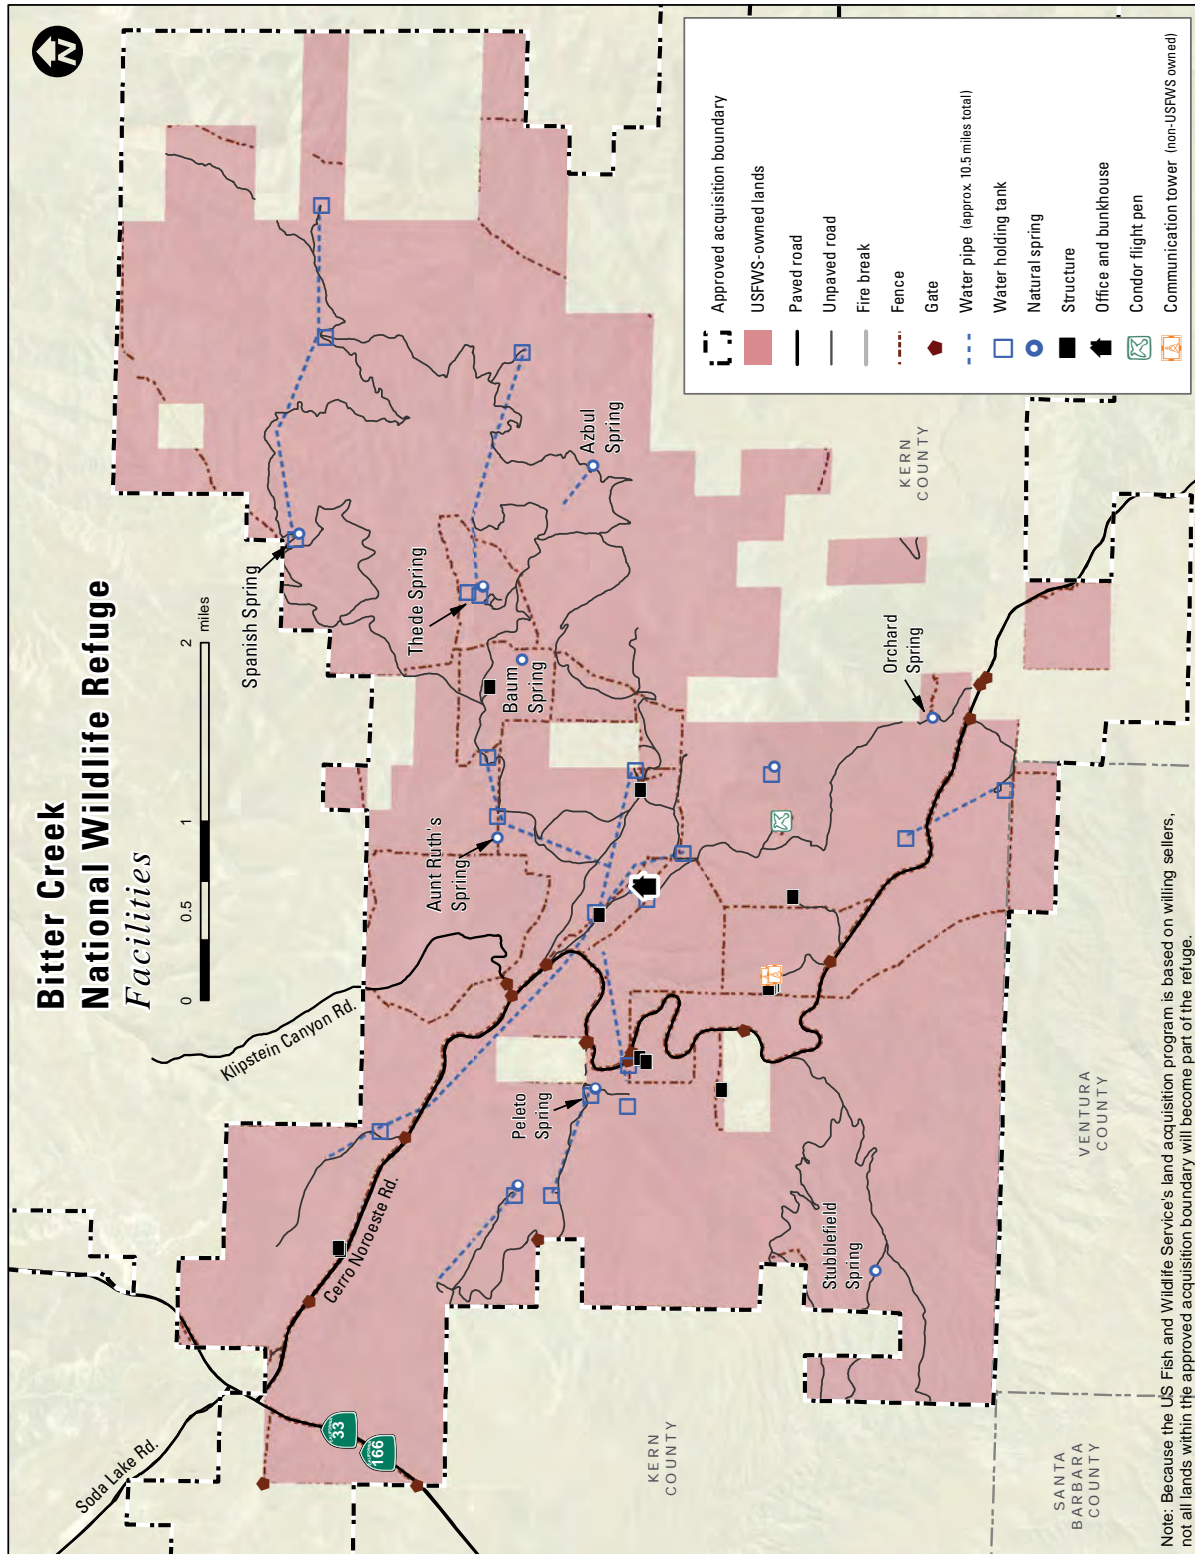 Bitter Creek
National Wildlife Refuge
Facilities
0
0.5
1
2
miles
N
Spanish Spring
Thede Spring
Azbul
Spring
Baum
Spring
Aunt Ruth's
Spring
Klipstein Canyon Rd.
Peleto
Spring
Cerro Noroeste Rd.
Soda Lake Rd.
33
166
Orchard
Spring
Stubblefield
Spring
KERN
COUNTY
KERN
COUNTY
VENTURA
COUNTY
SANTA
BARBARA
COUNTY
Approved acquisition boundary
USFWS-owned lands
Paved road
Unpaved road
Fire break
Fence
Gate
Water pipe (approx. 10.5 miles total)
Water holding tank
Natural spring
Structure
Office and bunkhouse
Condor flight pen
Communication tower (non-USFWS owned)
Note: Because the US Fish and Wildlife Service's land acquisition program is based on willing sellers,
not all lands within the approved acquisition boundary will become part of the refuge.